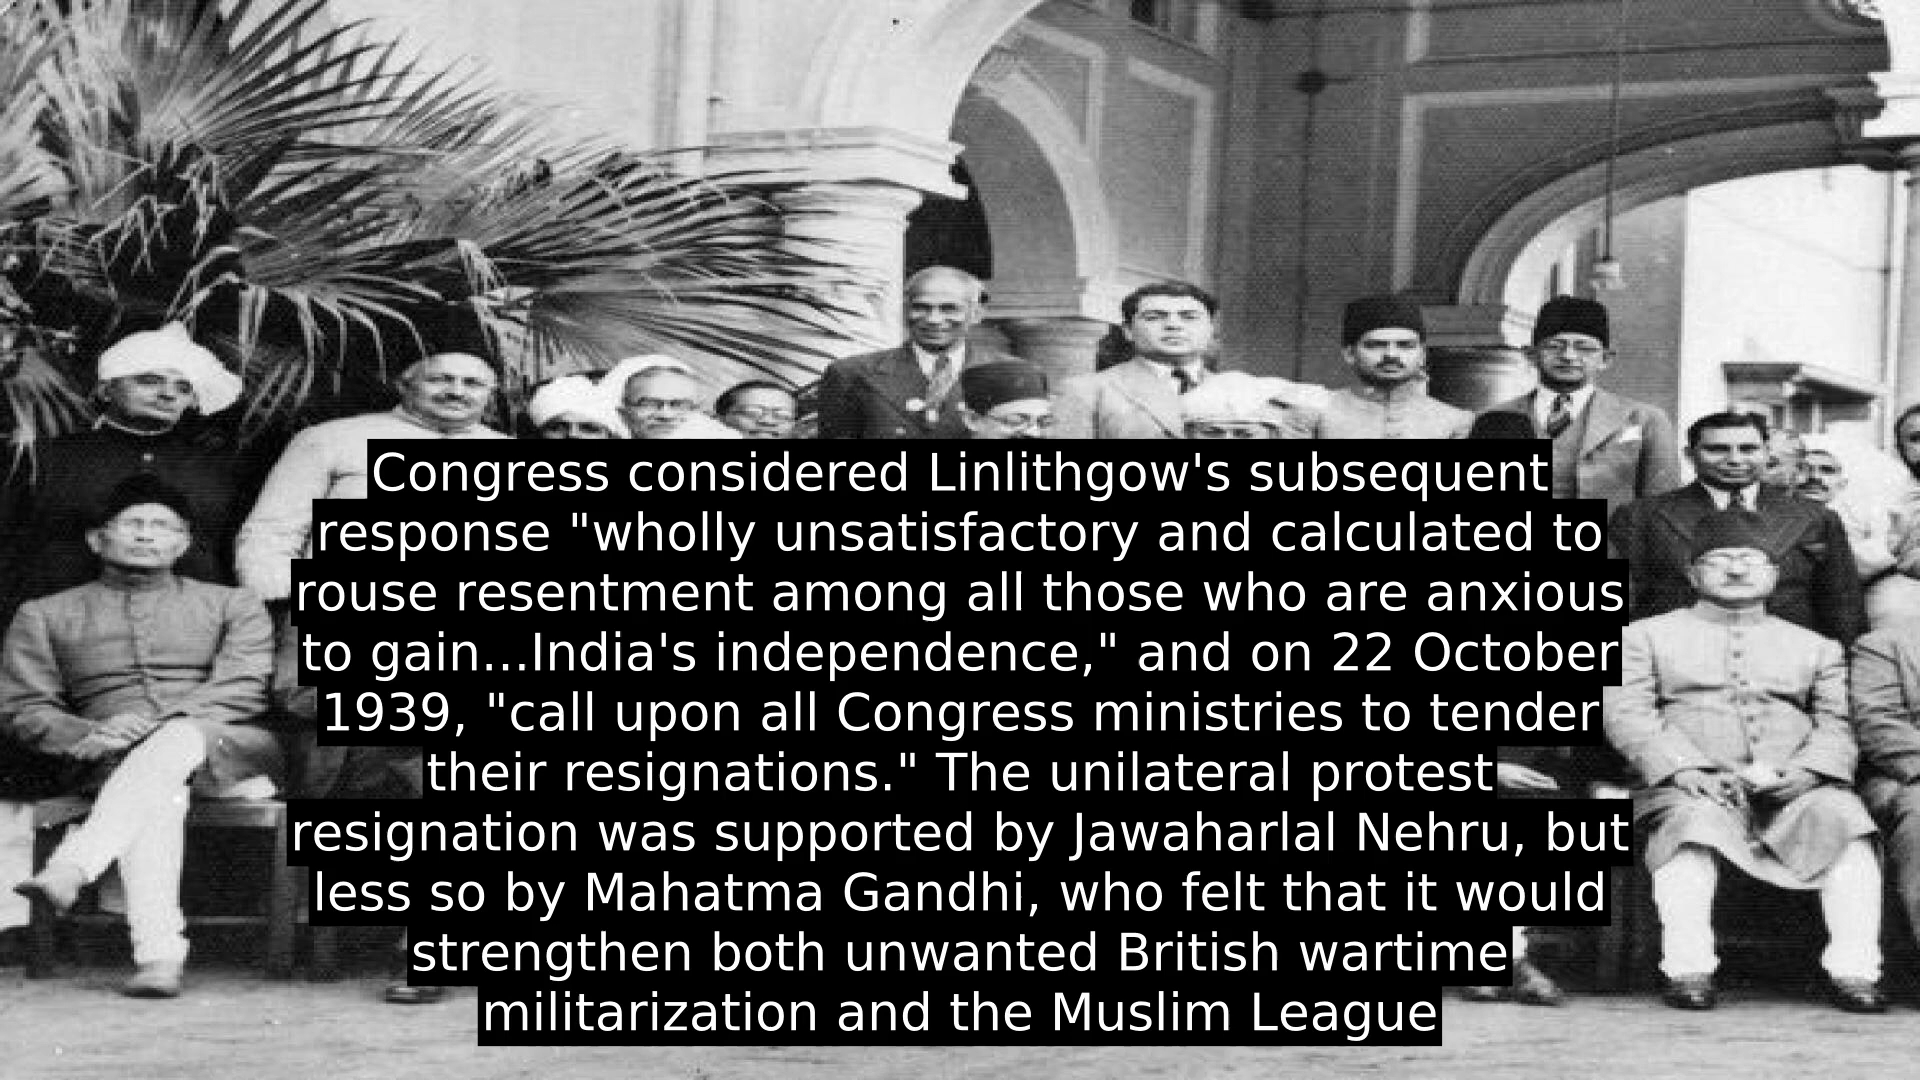 Congress considered Linlithgow's subsequent
response "wholly unsatisfactory and calculated to
rouse resentment among all those who are anxious
to gain...India's independence," and on 22 October
1939, "call upon all Congress ministries to tender
their resignations." The unilateral protest
resignation was supported by Jawaharlal Nehru, but
less so by Mahatma Gandhi, who felt that it would
strengthen both unwanted British wartime
militarization and the Muslim League